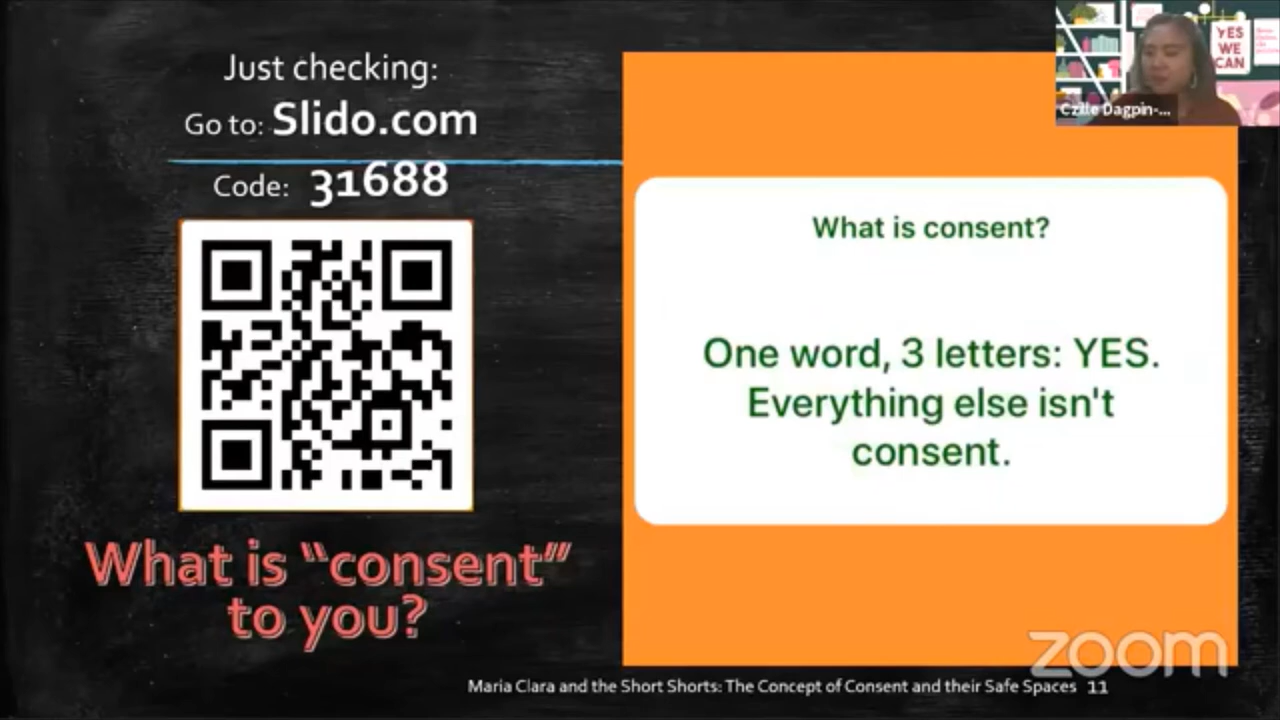 Just checking:
Go to: Slido.com
Code: 31688
What is “consent”
to you?
What is consent?
One word, 3 letters: YES.
Everything else isn't
consent.
YES
WE
CAN
Czille Dagpin-...
zoom
Maria Clara and the Short Shorts: The Concept of Consent and their Safe Spaces 11